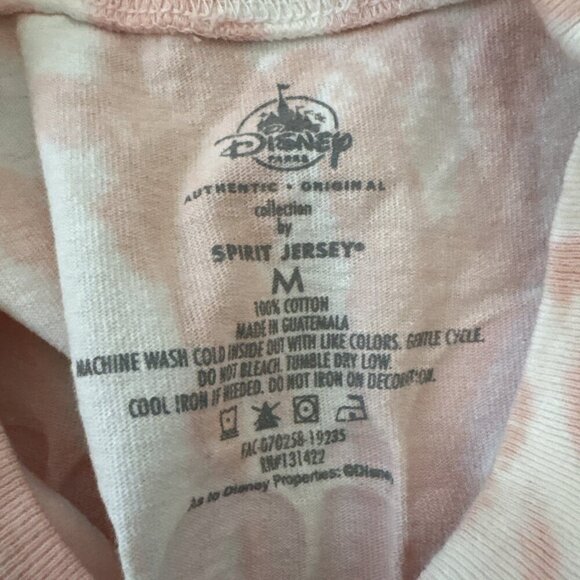 Disney
PARKS
AUTHENTIC • ORIGINAL
collection
by
SPIRIT JERSEY®
M
100% COTTON
MADE IN GUATEMALA
MACHINE WASH COLD INSIDE OUT WITH LIKE COLORS. GENTLE CYCLE.
DO NOT BLEACH. TUMBLE DRY LOW.
COOL IRON IF NEEDED. DO NOT IRON ON DECORATION.
FAC-070258-19235
RN#131422
As to Disney Properties: ©Disney